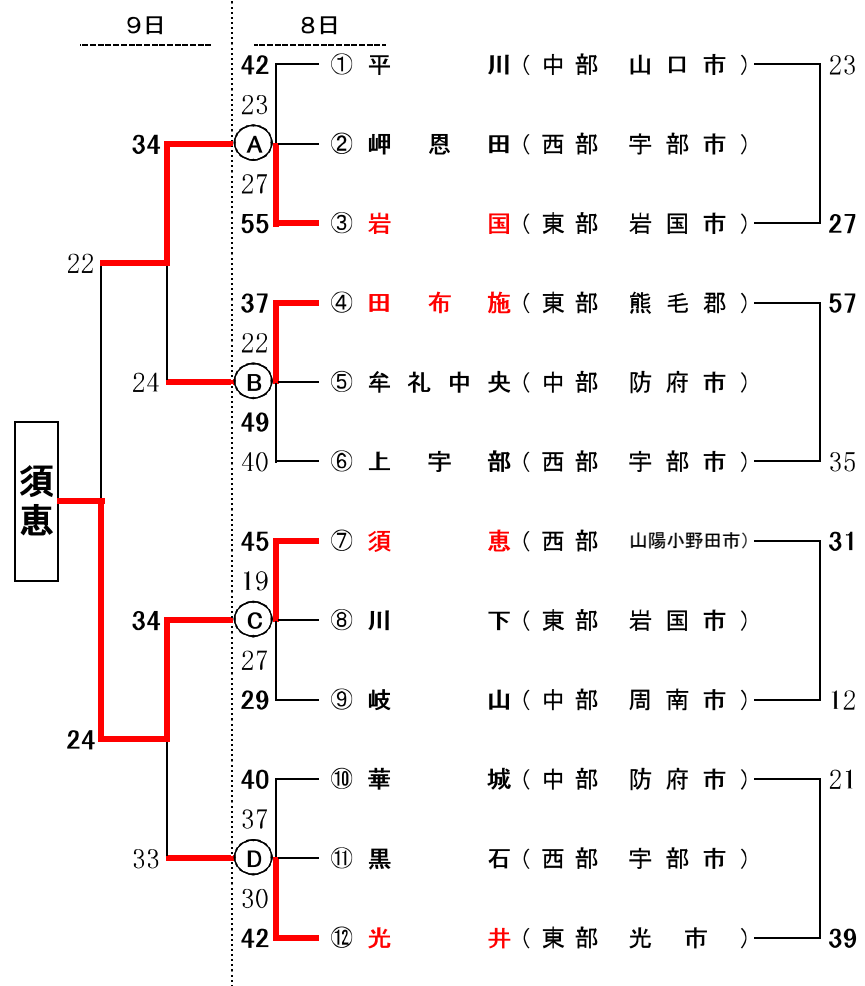 9日 8日
42 ① 平川 (中部 山口市) 23
23
34 A ② 岬恩田 (西部 宇部市)
27
55 ③ 岩国 (東部 岩国市) 27
22
37 ④ 田布施 (東部 熊毛郡) 57
22
24 B ⑤ 牟礼中央 (中部 防府市)
49
40 ⑥ 上宇部 (西部 宇部市) 35
須恵
45 ⑦ 須恵 (西部 山陽小野田市) 31
19
34 C ⑧ 川下 (東部 岩国市)
27
29 ⑨ 岐山 (中部 周南市) 12
24
40 ⑩ 華城 (中部 防府市) 21
37
33 D ⑪ 黒石 (西部 宇部市)
30
42 ⑫ 光井 (東部 光市) 39